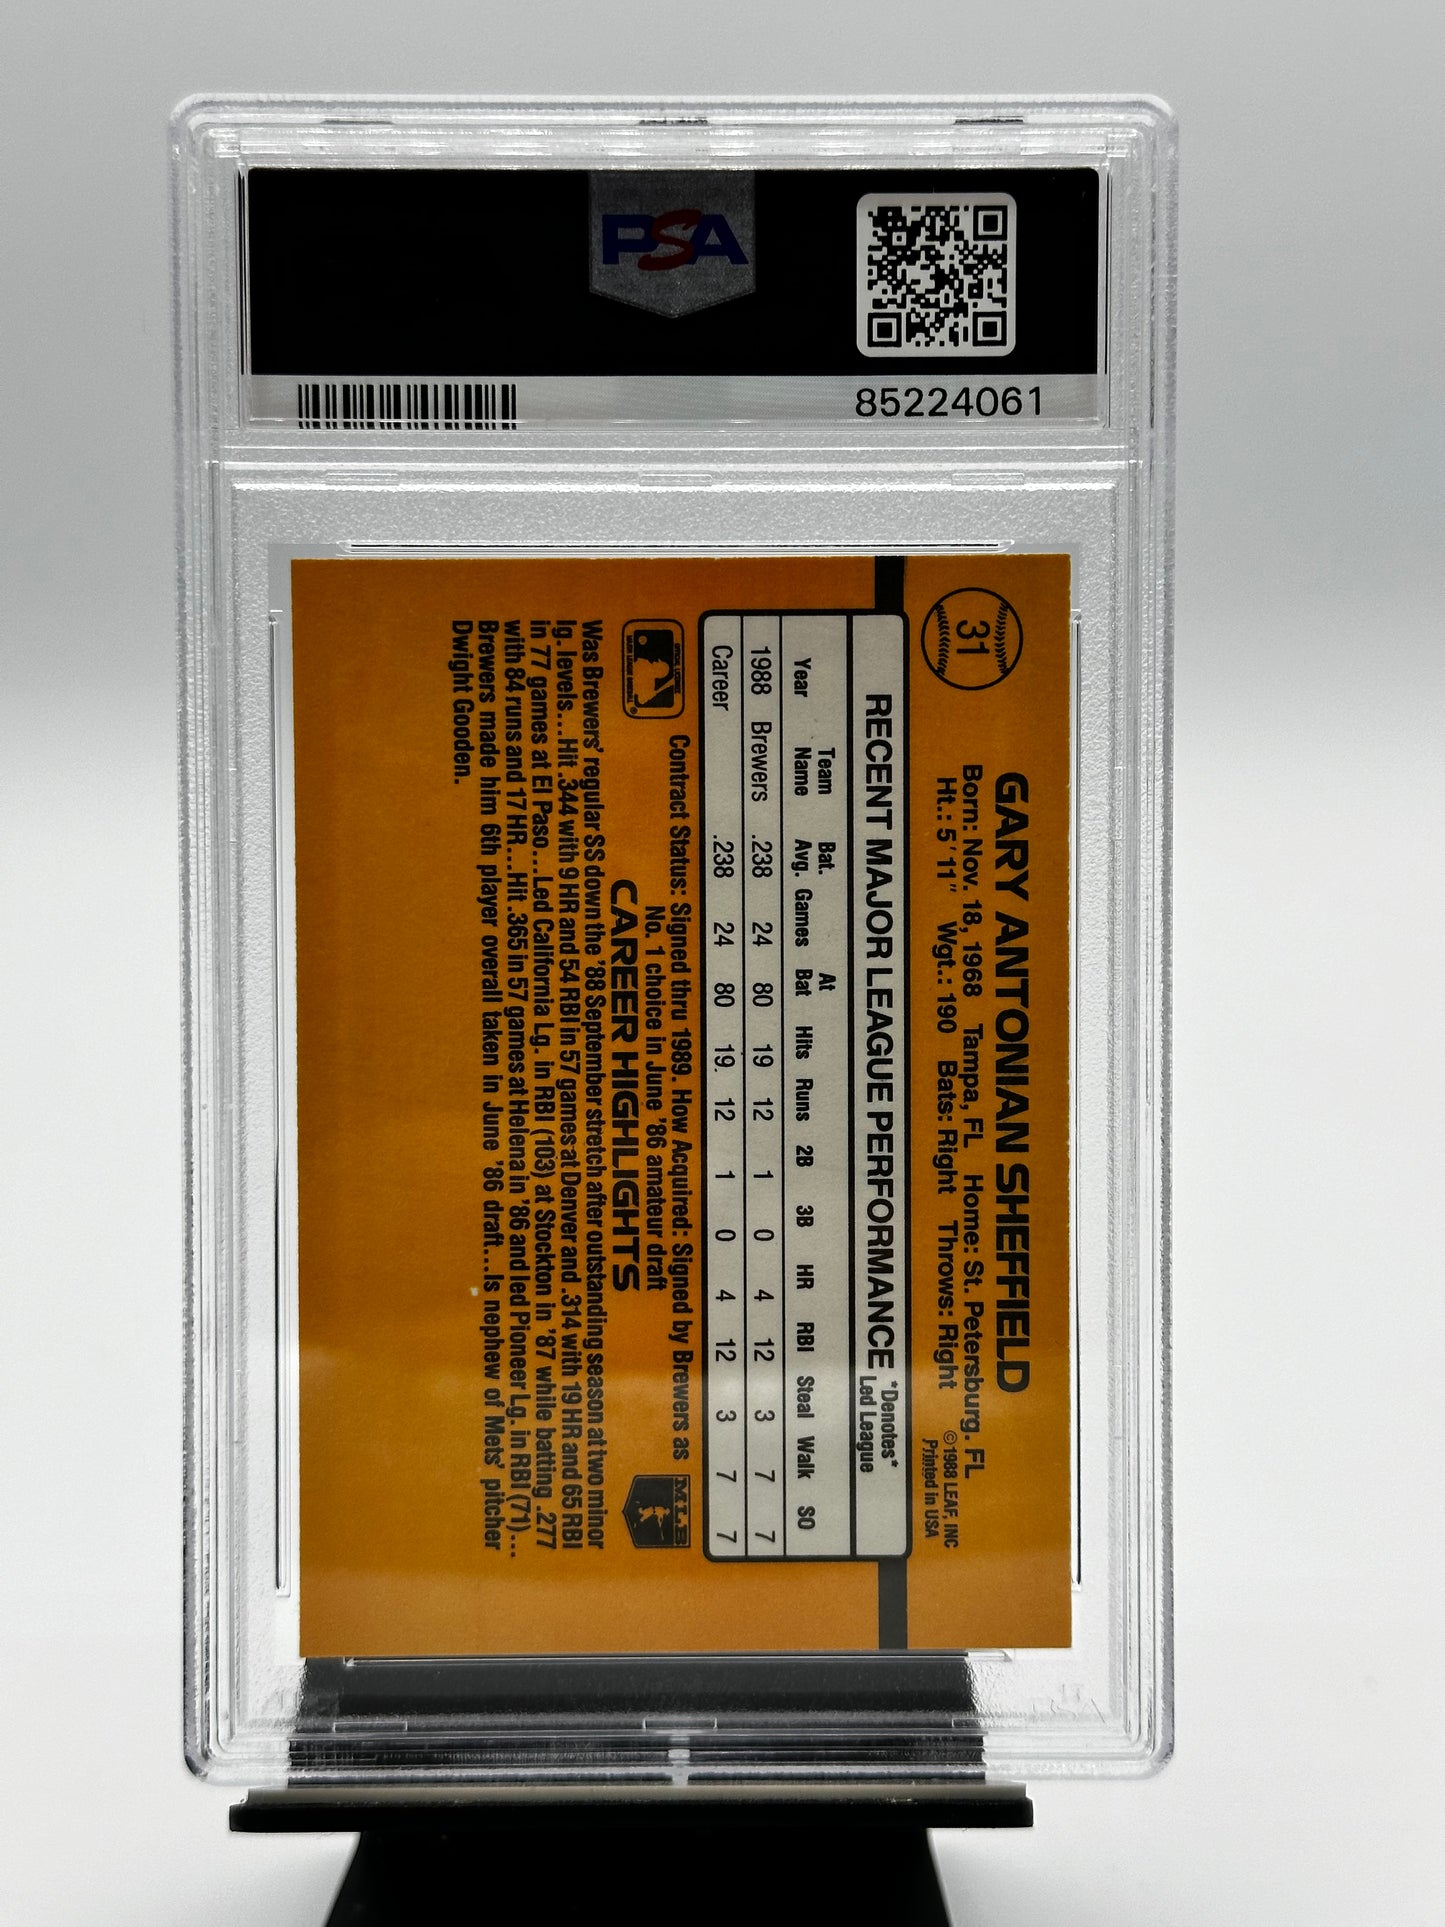 PSA
85224061
31
GARY ANTONIAN SHEFFIELD
Born: Nov. 18, 1968 Tampa, FL Home: St. Petersburg. FL
Ht.: 5'11" Wgt.: 190 Bats: Right Throws: Right
© 1988 LEAF, INC
Printed in USA
RECENT MAJOR LEAGUE PERFORMANCE
*Denotes*
Led League
Year Team Name Bat. Avg. Games At Bat Hits Runs 2B 3B HR RBI Steal Walk SO
1988 Brewers .238 24 80 19 12 1 0 4 12 3 7 7
Career .238 24 80 19. 12 1 0 4 12 3 7 7
Contract Status: Signed thru 1989. How Acquired: Signed by Brewers as
No. 1 choice in June '86 amateur draft
MLB
CAREER HIGHLIGHTS
Was Brewers' regular SS down the '88 September stretch after outstanding season at two minor
lg. levels...Hit .344 with 9 HR and 54 RBI in 57 games at Denver and .314 with 19 HR and 65 RBI
in 77 games at El Paso...Led California Lg. in RBI (103) at Stockton in '87 while batting .277
with 84 runs and 17 HR...Hit .365 in 57 games at Helena in '86 and led Pioneer Lg. in RBI (71)...
Brewers made him 6th player overall taken in June '86 draft...Is nephew of Mets' pitcher
Dwight Gooden.